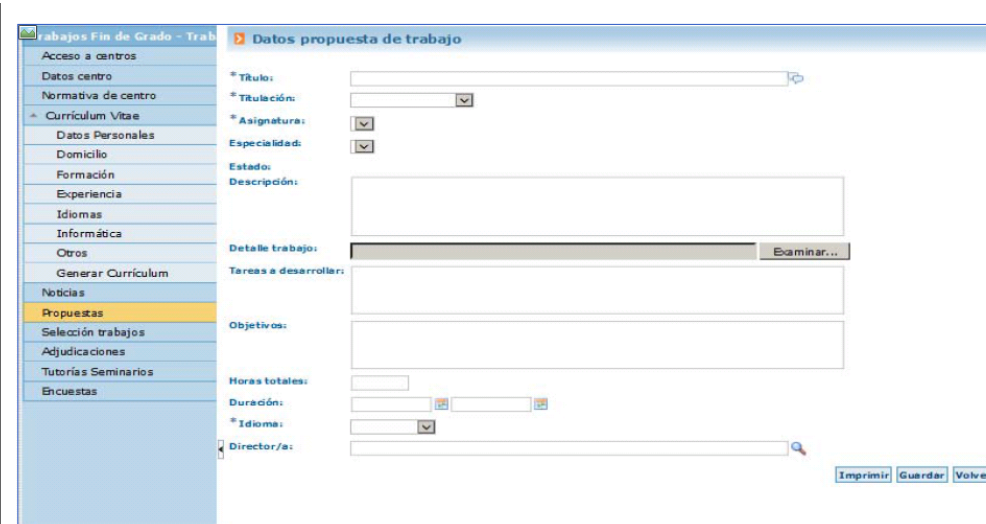 Trabajos Fin de Grado - Trab
Acceso a centros
Datos centro
Normativa de centro
Currículum Vitae
Datos Personales
Domicilio
Formación
Experiencia
Idiomas
Informática
Otros
Generar Currículum
Noticias
Propuestas
Selección trabajos
Adjudicaciones
Tutorías Seminarios
Encuestas
Datos propuesta de trabajo
* Título:
* Titulación:
* Asignatura:
Especialidad:
Estado:
Descripción:
Detalle trabajo:
Examinar...
Tareas a desarrollar:
Objetivos:
Horas totales:
Duración:
* Idioma:
Director/a:
Imprimir Guardar Volve